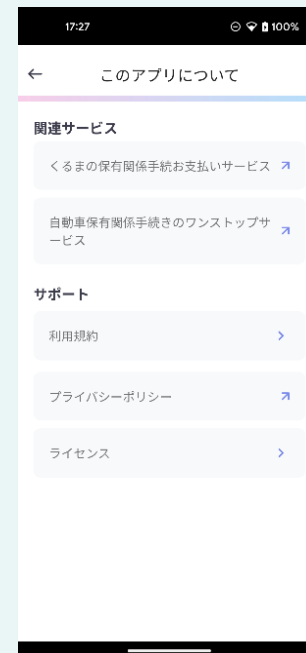 17:27
100%
このアプリについて
関連サービス
くるまの保有関係手続お支払いサービス
自動車保有関係手続きのワンストップサ
ービス
サポート
利用規約
プライバシーポリシー
ライセンス